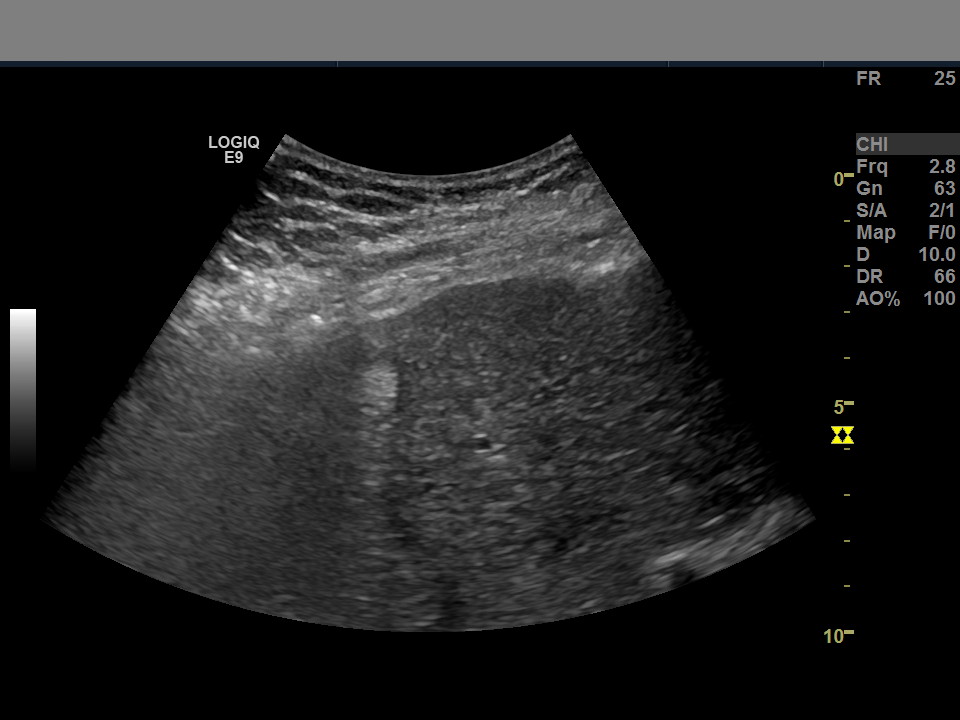 FR 25
LOGIQ
E9
CHI
Frq 2.8
Gn 63
S/A 2/1
Map F/0
D 10.0
DR 66
AO% 100
0
5
10